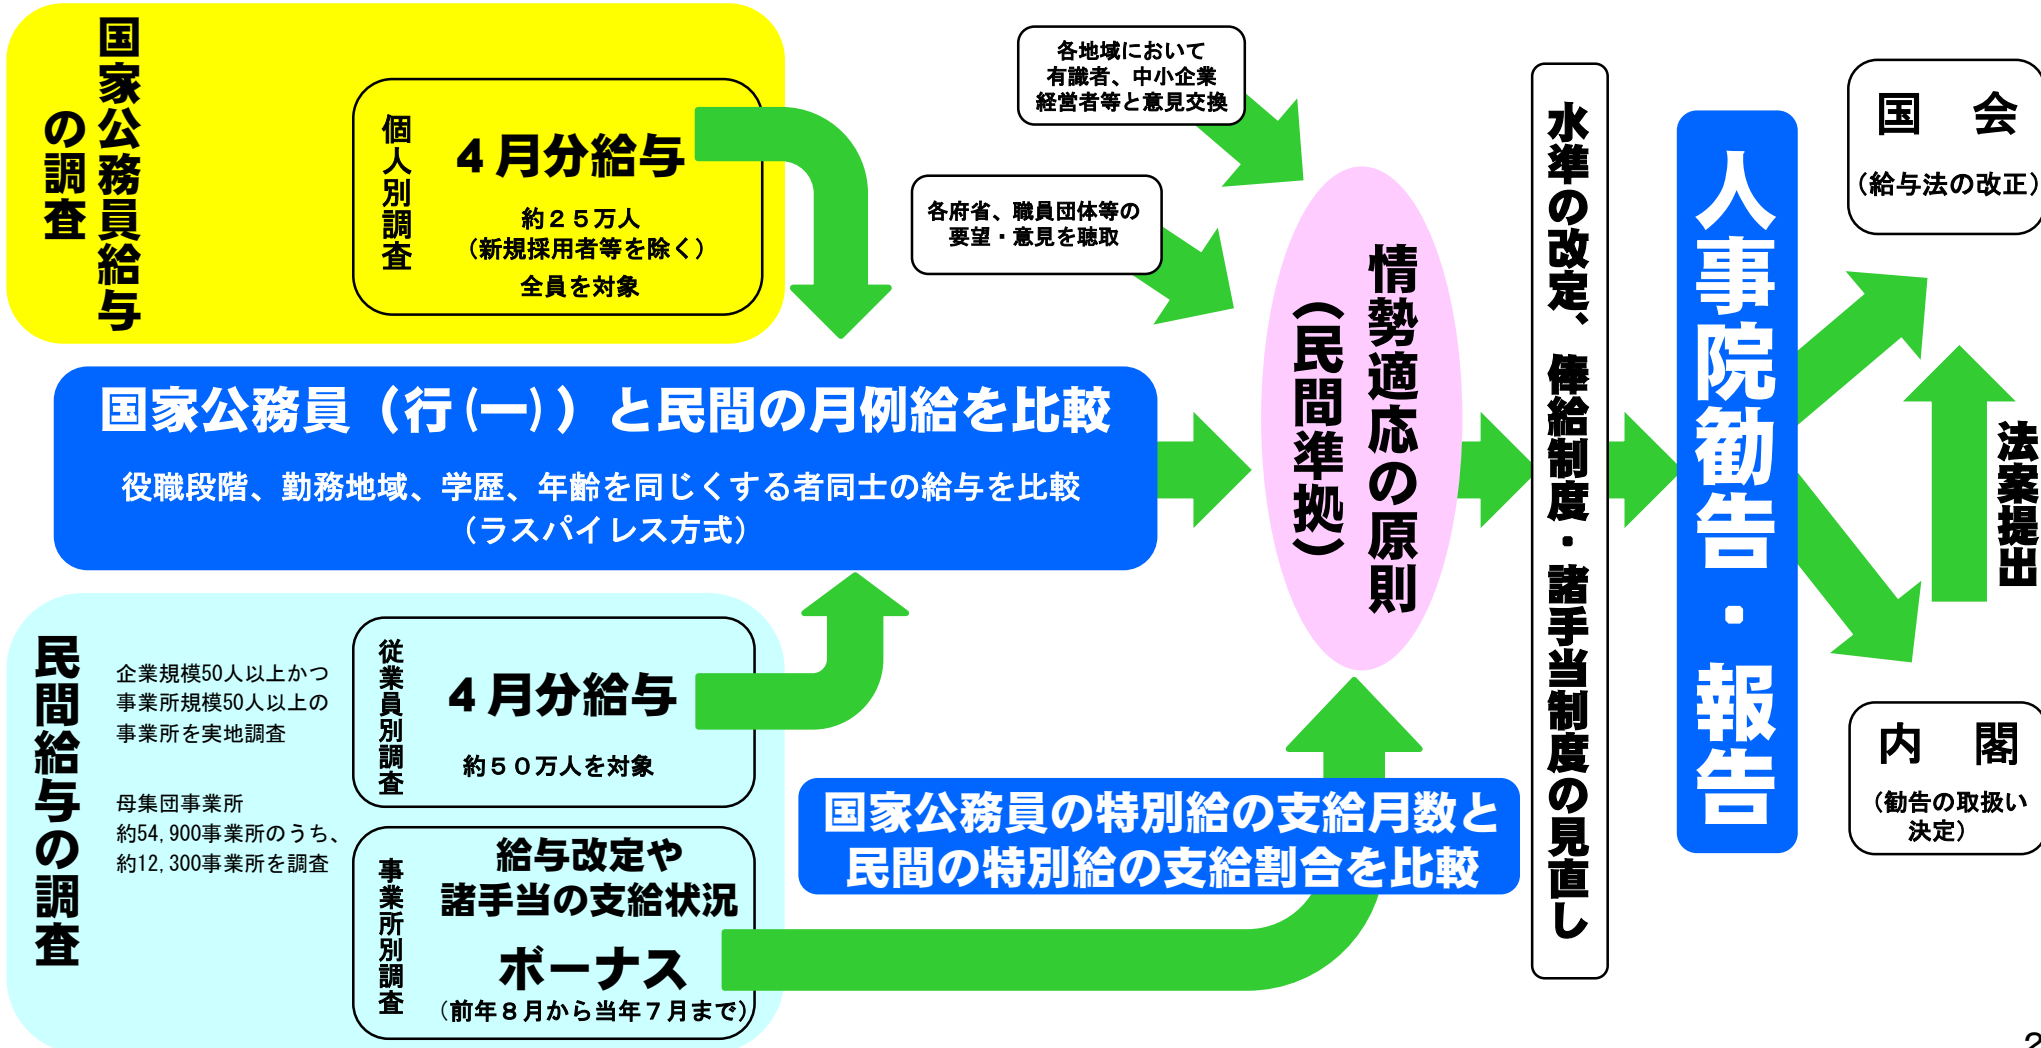 国家公務員給与
の調査
個人別調査
４月分給与
約２５万人
（新規採用者等を除く）
全員を対象
国家公務員（行(一)）と民間の月例給を比較
役職段階、勤務地域、学歴、年齢を同じくする者同士の給与を比較
（ラスパイレス方式）
民間給与の調査
企業規模50人以上かつ
事業所規模50人以上の
事業所を実地調査
母集団事業所
約54,900事業所のうち、
約12,300事業所を調査
従業員別調査
４月分給与
約５０万人を対象
事業所別調査
給与改定や
諸手当の支給状況
ボーナス
（前年８月から当年７月まで）
国家公務員の特別給の支給月数と
民間の特別給の支給割合を比較
各地域において
有識者、中小企業
経営者等と意見交換
各府省、職員団体等の
要望・意見を聴取
情勢適応の原則
（民間準拠）
水準の改定、俸給制度・諸手当制度の見直し
人事院勧告・報告
国　会
（給与法の改正）
法案提出
内　閣
（勧告の取扱い
決定）
2